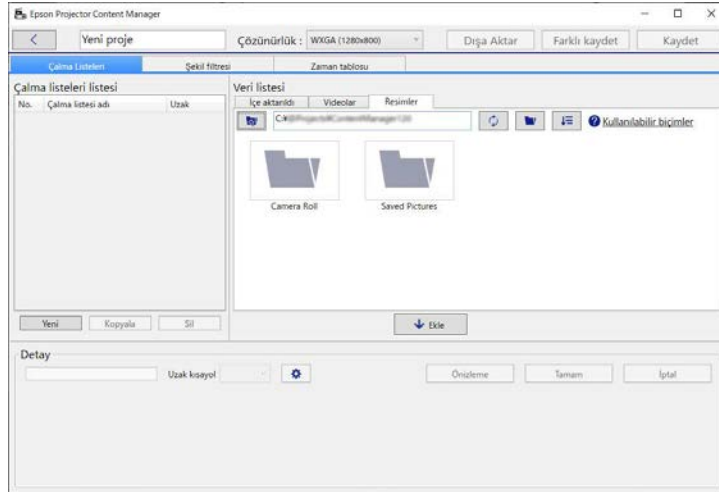 Epson Projector Content Manager
Yeni proje Çözünürlük : WXGA (1280x800) Dışa Aktar Farklı kaydet Kaydet
Çalma Listeleri Şekil filtresi Zaman tablosu
Çalma listeleri listesi
No. Çalma listesi adı Uzak
Veri listesi
İçe aktarıldı Videolar Resimler
C:¥
Kullanılabilir biçimler
Camera Roll Saved Pictures
Yeni Kopyala Sil
Ekle
Detay
Uzak kısayol Önizleme Tamam İptal